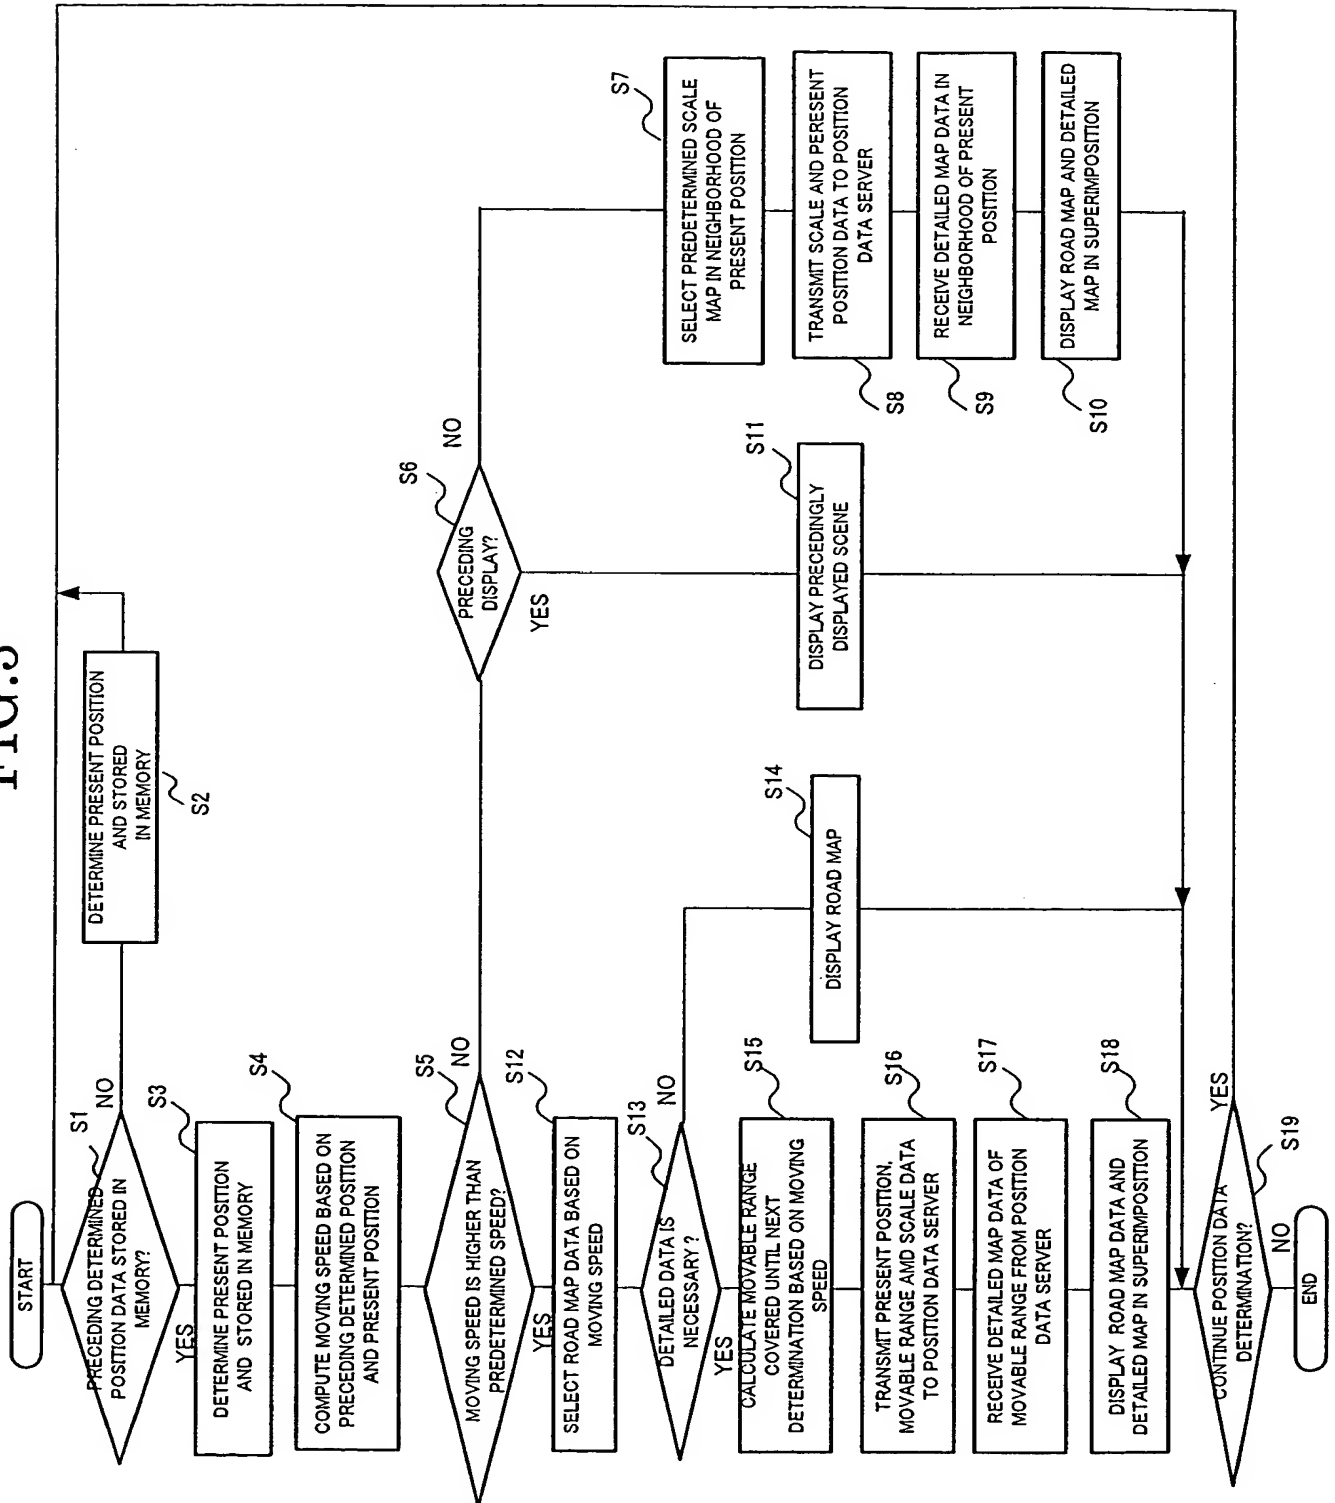 START
PRECEDING DETERMINED
POSITION DATA STORED IN
MEMORY?
S1
NO
YES
DETERMINE PRESENT POSITION
AND STORED
IN MEMORY
S2
DETERMINE PRESENT POSITION
AND STORED IN MEMORY
S3
COMPUTE MOVING SPEED BASED ON
PRECEDING DETERMINED POSITION
AND PRESENT POSITION
S4
MOVING SPEED IS HIGHER THAN
PREDETERMINED SPEED?
S5
NO
YES
PRECEDING
DISPLAY?
S6
NO
YES
SELECT PREDETERMINED SCALE
MAP IN NEIGHBORHOOD OF
PRESENT POSITION
S7
TRANSMIT SCALE AND PERESENT
POSITION DATA TO POSITION
DATA SERVER
S8
RECEIVE DETAILED MAP DATA IN
NEIGHBORHOOD OF PRESENT
POSITION
S9
DISPLAY ROAD MAP AND DETAILED
MAP IN SUPERIMPOSITION
S10
DISPLAY PRECEDINGLY
DISPLAYED SCENE
S11
SELECT ROAD MAP DATA BASED ON
MOVING SPEED
S12
DETAILED DATA IS
NECESSARY ?
S13
NO
YES
DISPLAY ROAD MAP
S14
CALCULATE MOVABLE RANGE
COVERED UNTIL NEXT
DETERMINATION BASED ON MOVING
SPEED
S15
TRANSMIT PRESENT POSITION,
MOVABLE RANGE AMID SCALE DATA
TO POSITION DATA SERVER
S16
RECEIVE DETAILED MAP DATA OF
MOVABLE RANGE FROM POSITION
DATA SERVER
S17
DISPLAY ROAD MAP DATA AND
DETAILED MAP IN SUPERIMPOSITION
S18
CONTINUE POSITION DATA
DETERMINATION?
S19
YES
NO
END